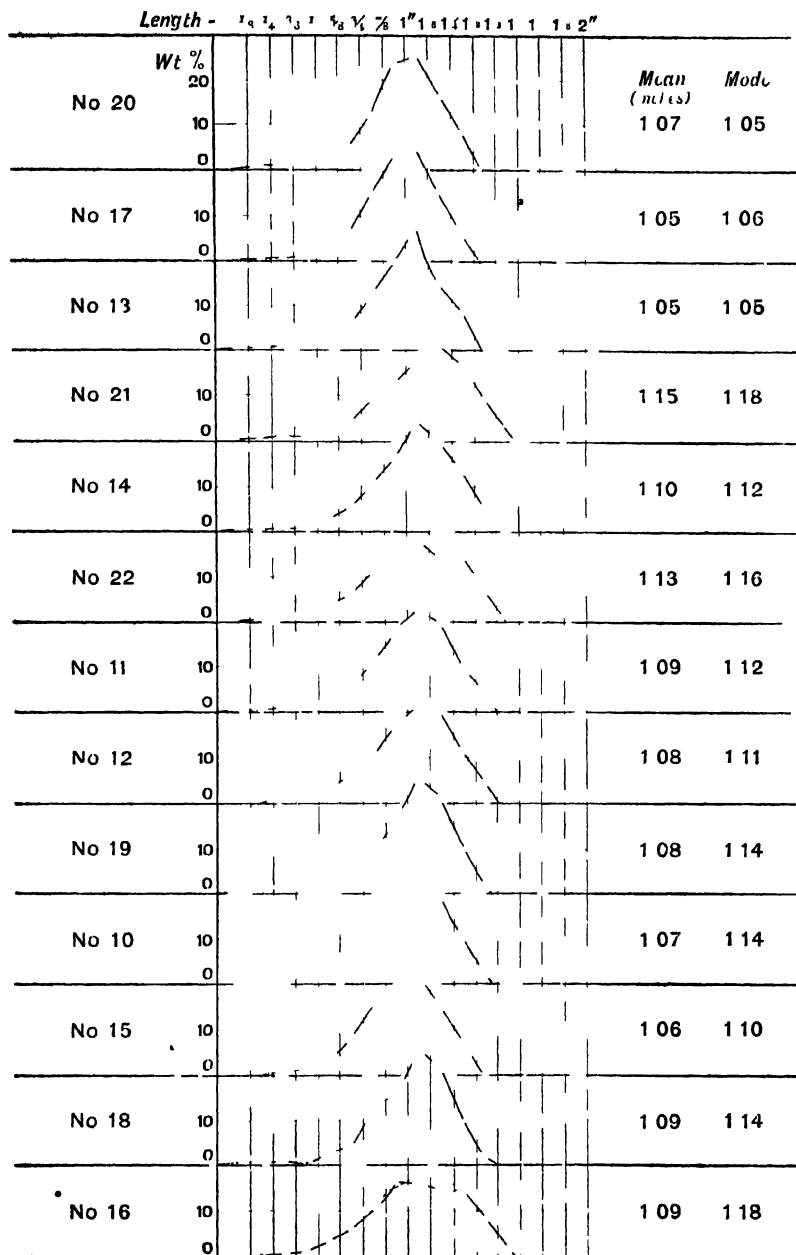 Length -
1" 2"
Wt %
Mean Mode
20
No 20 10 1 07 1 05
0
No 17 10 1 05 1 06
0
No 13 10 1 05 1 05
0
No 21 10 1 15 1 18
0
No 14 10 1 10 1 12
0
No 22 10 1 13 1 16
0
No 11 10 1 09 1 12
0
No 12 10 1 08 1 11
0
No 19 10 1 08 1 14
0
No 10 10 1 07 1 14
0
No 15 10 1 06 1 10
0
No 18 10 1 09 1 14
0
No 16 10 1 09 1 18
0